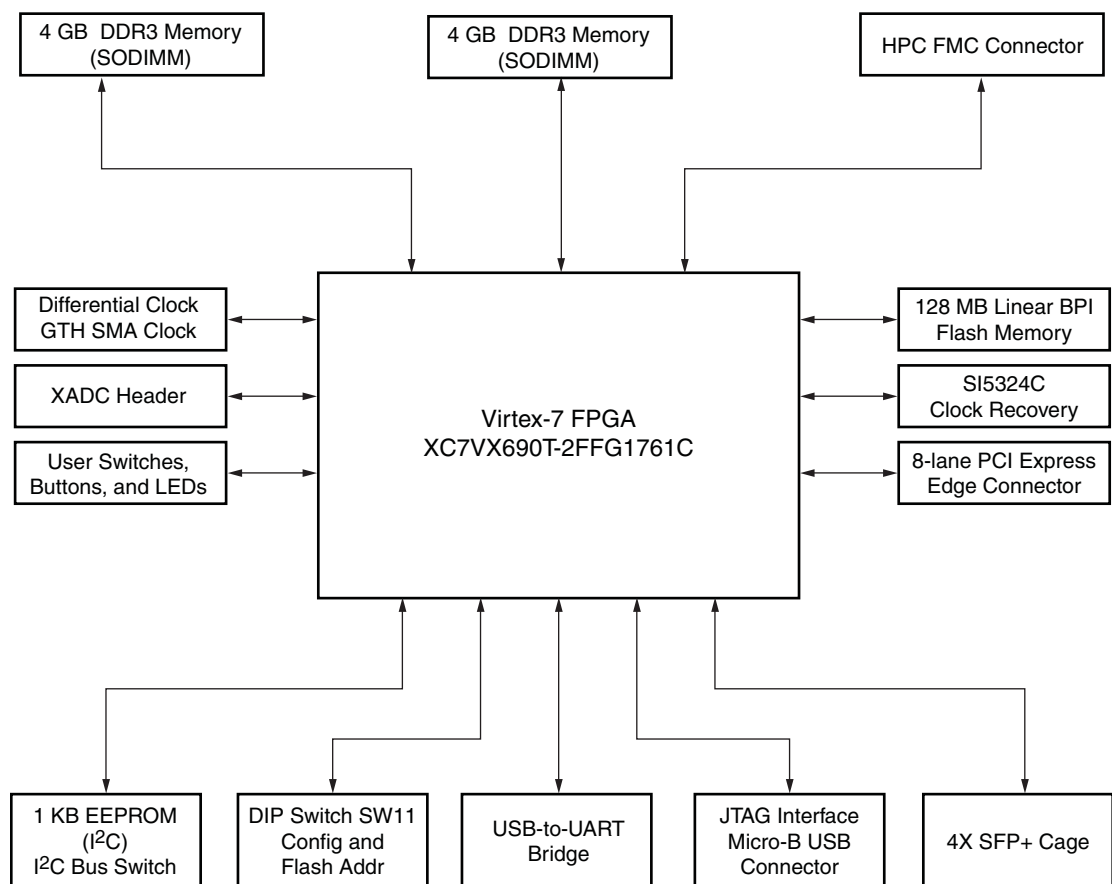 4 GB DDR3 Memory
(SODIMM)
4 GB DDR3 Memory
(SODIMM)
HPC FMC Connector
Differential Clock
GTH SMA Clock
XADC Header
User Switches,
Buttons, and LEDs
Virtex-7 FPGA
XC7VX690T-2FFG1761C
128 MB Linear BPI
Flash Memory
SI5324C
Clock Recovery
8-lane PCI Express
Edge Connector
1 KB EEPROM
(I²C)
I²C Bus Switch
DIP Switch SW11
Config and
Flash Addr
USB-to-UART
Bridge
JTAG Interface
Micro-B USB
Connector
4X SFP+ Cage